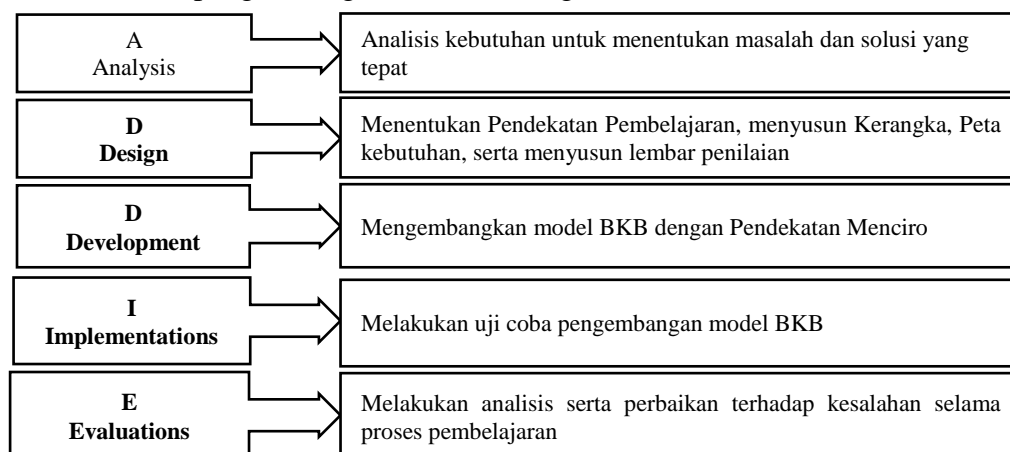 A
Analysis
Analisis kebutuhan untuk menentukan masalah dan solusi yang
tepat
D
Design
Menentukan Pendekatan Pembelajaran, menyusun Kerangka, Peta
kebutuhan, serta menyusun lembar penilaian
D
Development
Mengembangkan model BKB dengan Pendekatan Menciro
I
Implementations
Melakukan uji coba pengembangan model BKB
E
Evaluations
Melakukan analisis serta perbaikan terhadap kesalahan selama
proses pembelajaran